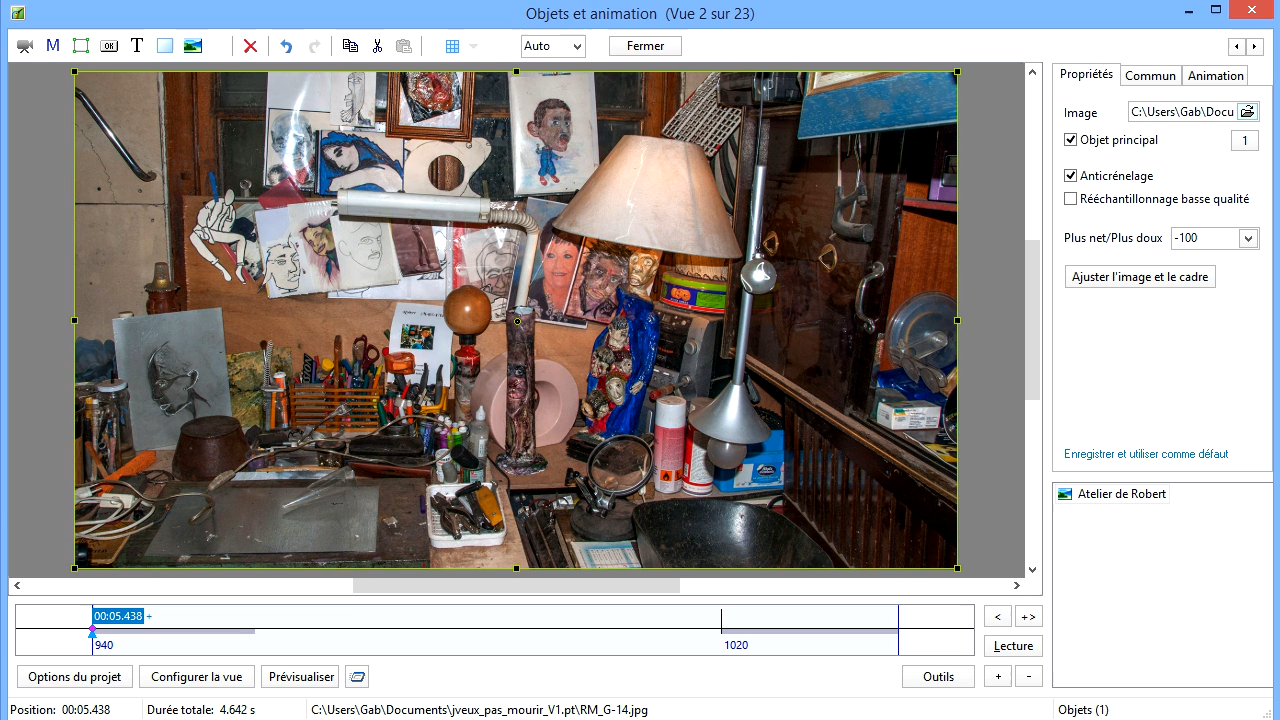 Objets et animation (Vue 2 sur 23)
M OK T Auto Fermer
Propriétés Commun Animation
Image C:\Users\Gab\Docu
Objet principal 1
Anticrénelage
Rééchantillonnage basse qualité
Plus net/Plus doux -100
Ajuster l'image et le cadre
Enregistrer et utiliser comme défaut
Atelier de Robert
00:05.438 +
940 1020
< +>
Lecture
Options du projet Configurer la vue Prévisualiser Outils + -
Position: 00:05.438 Durée totale: 4.642 s C:\Users\Gab\Documents\jveux_pas_mourir_V1.pt\RM_G-14.jpg Objets (1)